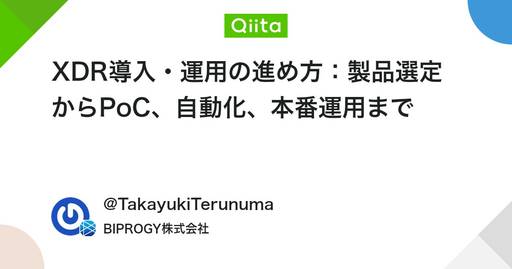 Qiita
XDR導入・運用の進め方：製品選定
からPoC、自動化、本番運用まで
@TakayukiTerunuma
BIPROGY株式会社